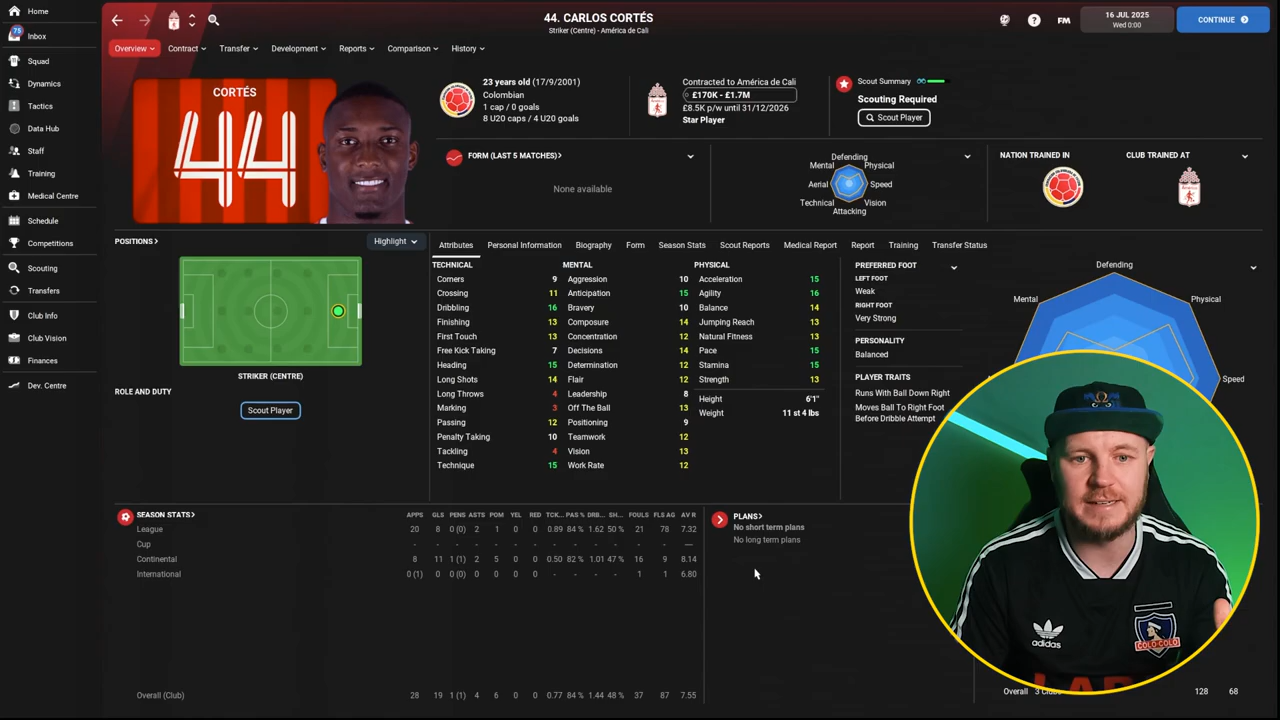 Home
75
Inbox
Squad
Dynamics
Tactics
Data Hub
Staff
Training
Medical Centre
Schedule
Competitions
Scouting
Transfers
Club Info
Club Vision
Finances
Dev. Centre
44. CARLOS CORTÉS
Striker (Centre) - América de Cali
FM
16 JUL 2025
Wed 0:00
CONTINUE
Overview
Contract
Transfer
Development
Reports
Comparison
History
CORTÉS
44
23 years old (17/9/2001)
Colombian
1 cap / 0 goals
8 U20 caps / 4 U20 goals
Contracted to América de Cali
£170K - £1.7M
£8.5K p/w until 31/12/2026
Star Player
Scout Summary
Scouting Required
Scout Player
FORM (LAST 5 MATCHES)>
None available
Defending
Mental Physical
Aerial Speed
Technical Vision
Attacking
NATION TRAINED IN
CLUB TRAINED AT
POSITIONS>
Highlight
STRIKER (CENTRE)
ROLE AND DUTY
Scout Player
Attributes Personal Information Biography Form Season Stats Scout Reports Medical Report Report Training Transfer Status
TECHNICAL MENTAL PHYSICAL
Corners 9 Aggression 10 Acceleration 15
Crossing 11 Anticipation 15 Agility 16
Dribbling 16 Bravery 10 Balance 14
Finishing 13 Composure 14 Jumping Reach 13
First Touch 13 Concentration 12 Natural Fitness 13
Free Kick Taking 7 Decisions 14 Pace 15
Heading 15 Determination 12 Stamina 15
Long Shots 14 Flair 12 Strength 13
Long Throws 4 Leadership 8 Height 6'1"
Marking 3 Off The Ball 13 Weight 11 st 4 lbs
Passing 12 Positioning 9
Penalty Taking 10 Teamwork 12
Tackling 4 Vision 13
Technique 15 Work Rate 12
PREFERRED FOOT
LEFT FOOT
Weak
RIGHT FOOT
Very Strong
PERSONALITY
Balanced
PLAYER TRAITS
Runs With Ball Down Right
Moves Ball To Right Foot
Before Dribble Attempt
Defending
Mental Physical
Speed
SEASON STATS> APPS GLS PENS ASTS POM YEL RED TCK... PAS % DRB... SH... FOULS FLS AG AV R
League 20 8 0 (0) 2 1 0 0 0.89 84 % 1.62 50 % 21 78 7.32
Cup - - - - - - - - - - - - - —
Continental 8 11 1 (1) 2 5 0 0 0.50 82 % 1.01 47 % 16 9 8.14
International 0 (1) 0 0 (0) 0 0 0 0 - - - - 1 1 6.80
Overall (Club) 28 19 1 (1) 4 6 0 0 0.77 84 % 1.44 48 % 37 87 7.55
PLANS>
No short term plans
No long term plans
adidas
COLO COLO
Overall 128 68